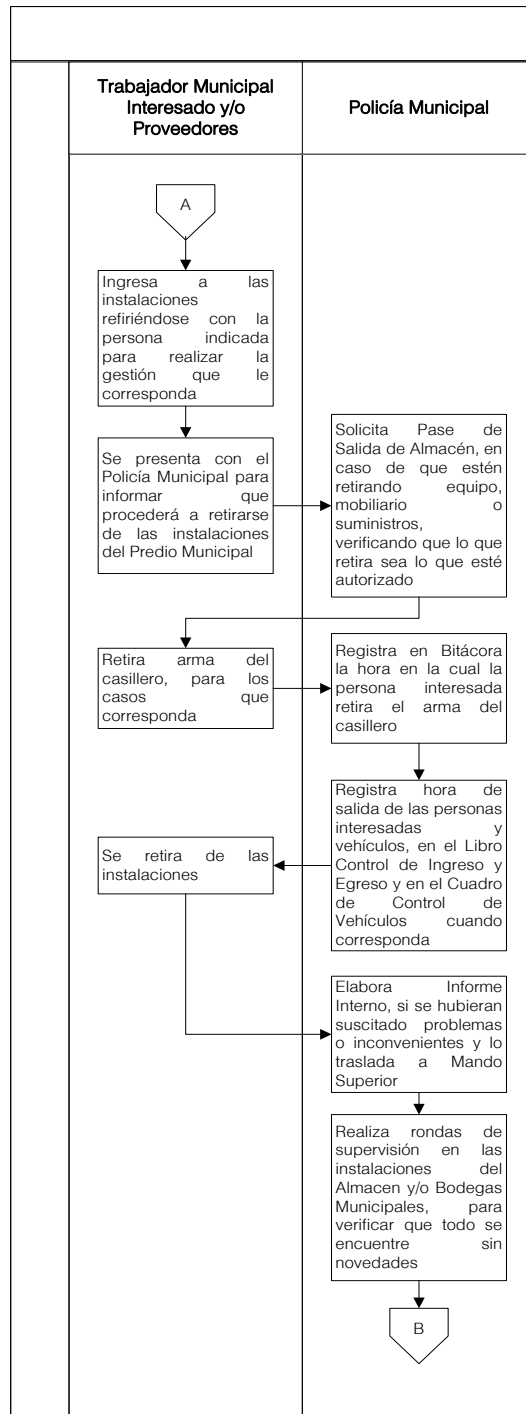 Trabajador Municipal
Interesado y/o
Proveedores
Policía Municipal
A
Ingresa a las
instalaciones
refiriéndose con la
persona indicada
para realizar la
gestión que le
corresponda
Se presenta con el
Policía Municipal para
informar que
procederá a retirarse
de las instalaciones
del Predio Municipal
Solicita Pase de
Salida de Almacén, en
caso de que estén
retirando equipo,
mobiliario o
suministros,
verificando que lo que
retira sea lo que esté
autorizado
Retira arma del
casillero, para los
casos que
corresponda
Registra en Bitácora
la hora en la cual la
persona interesada
retira el arma del
casillero
Registra hora de
salida de las personas
interesadas y
vehículos, en el Libro
Control de Ingreso y
Egreso y en el Cuadro
de Control de
Vehículos cuando
corresponda
Se retira de las
instalaciones
Elabora Informe
Interno, si se hubieran
suscitado problemas
o inconvenientes y lo
traslada a Mando
Superior
Realiza rondas de
supervisión en las
instalaciones del
Almacen y/o Bodegas
Municipales, para
verificar que todo se
encuentre sin
novedades
B